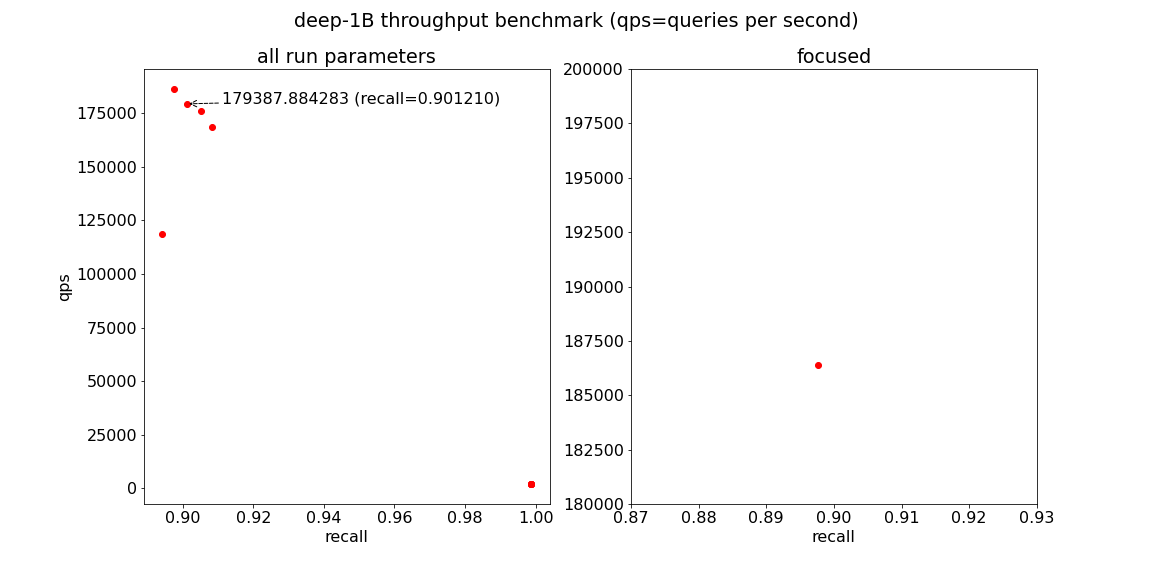 deep-1B throughput benchmark (qps=queries per second)
all run parameters
179387.884283 (recall=0.901210)
175000
150000
125000
100000
75000
50000
25000
0
qps
0.90 0.92 0.94 0.96 0.98 1.00
recall
focused
200000
197500
195000
192500
190000
187500
185000
182500
180000
0.87 0.88 0.89 0.90 0.91 0.92 0.93
recall